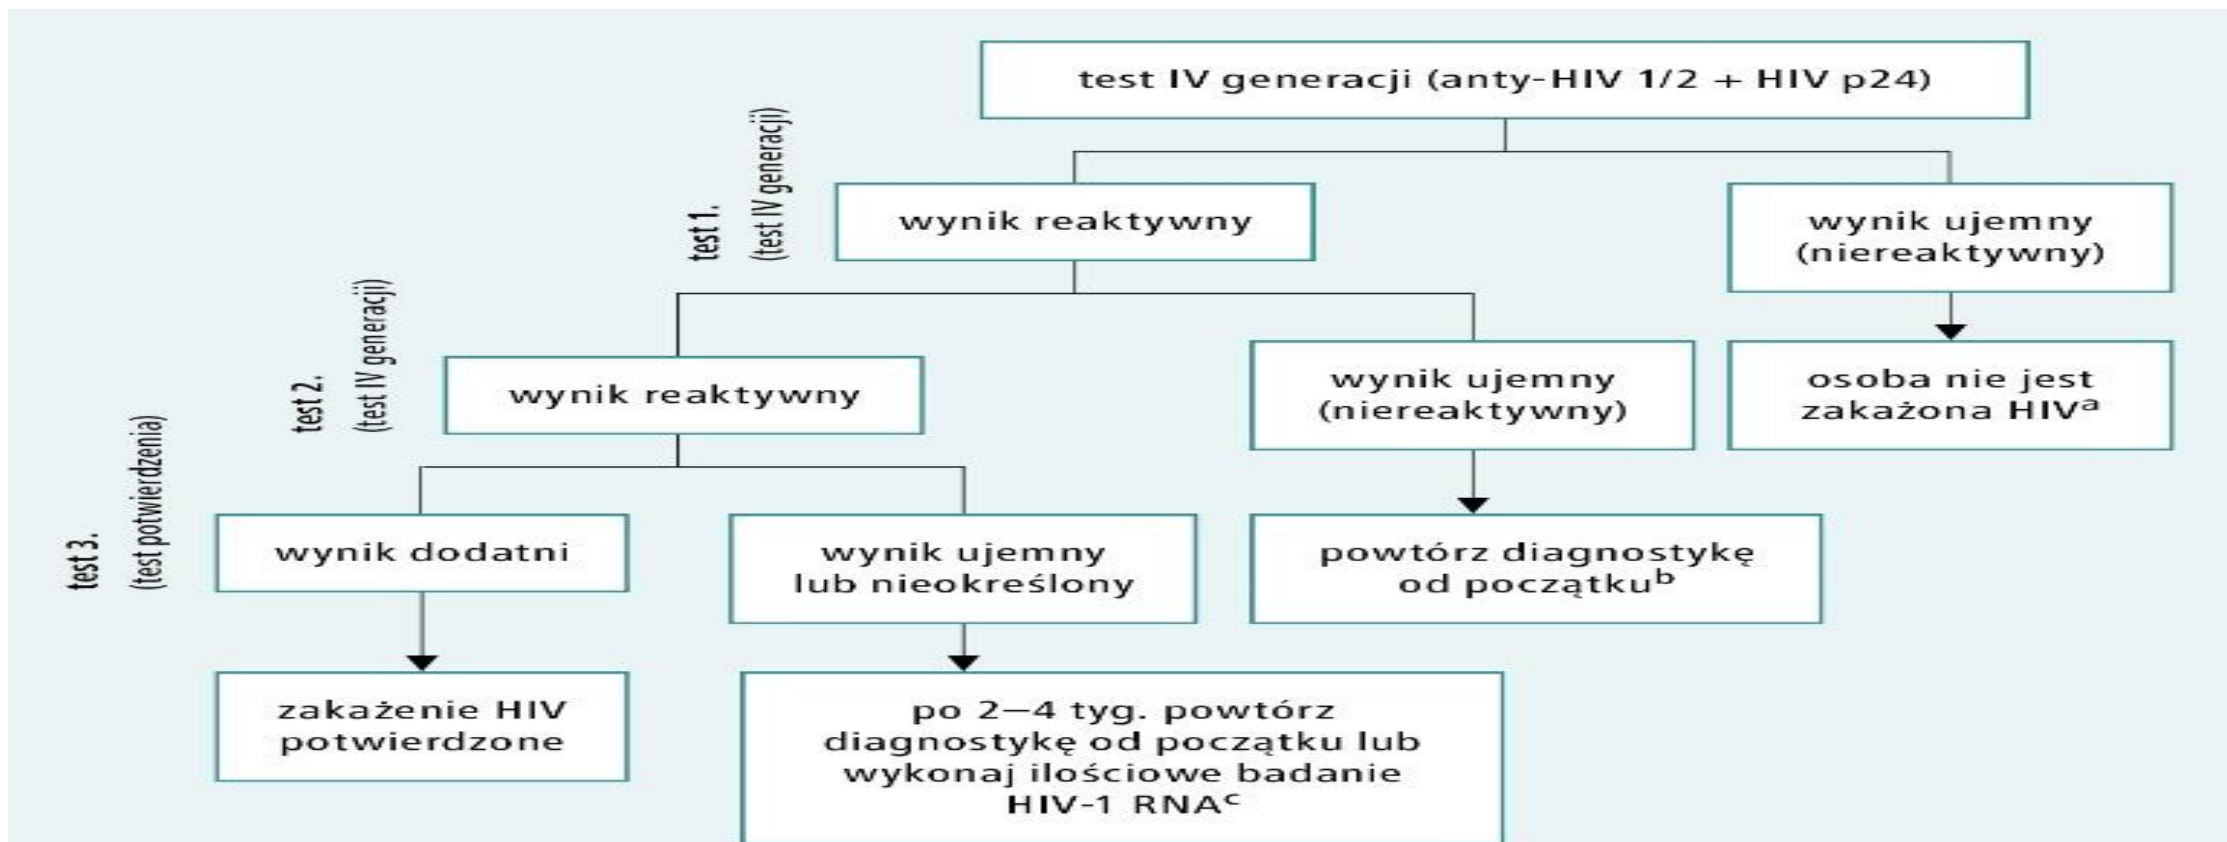 test IV generacji (anty-HIV 1/2 + HIV p24)
test 1.
(test IV generacji)
wynik reaktywny
wynik ujemny
(niereaktywny)
test 2.
(test IV generacji)
wynik reaktywny
wynik ujemny
(niereaktywny)
osoba nie jest
zakażona HIVᵃ
test 3.
(test potwierdzenia)
wynik dodatni
wynik ujemny
lub nieokreślony
powtórz diagnostykę
od początkuᵇ
zakażenie HIV
potwierdzone
po 2–4 tyg. powtórz
diagnostykę od początku lub
wykonaj ilościowe badanie
HIV-1 RNAᶜ